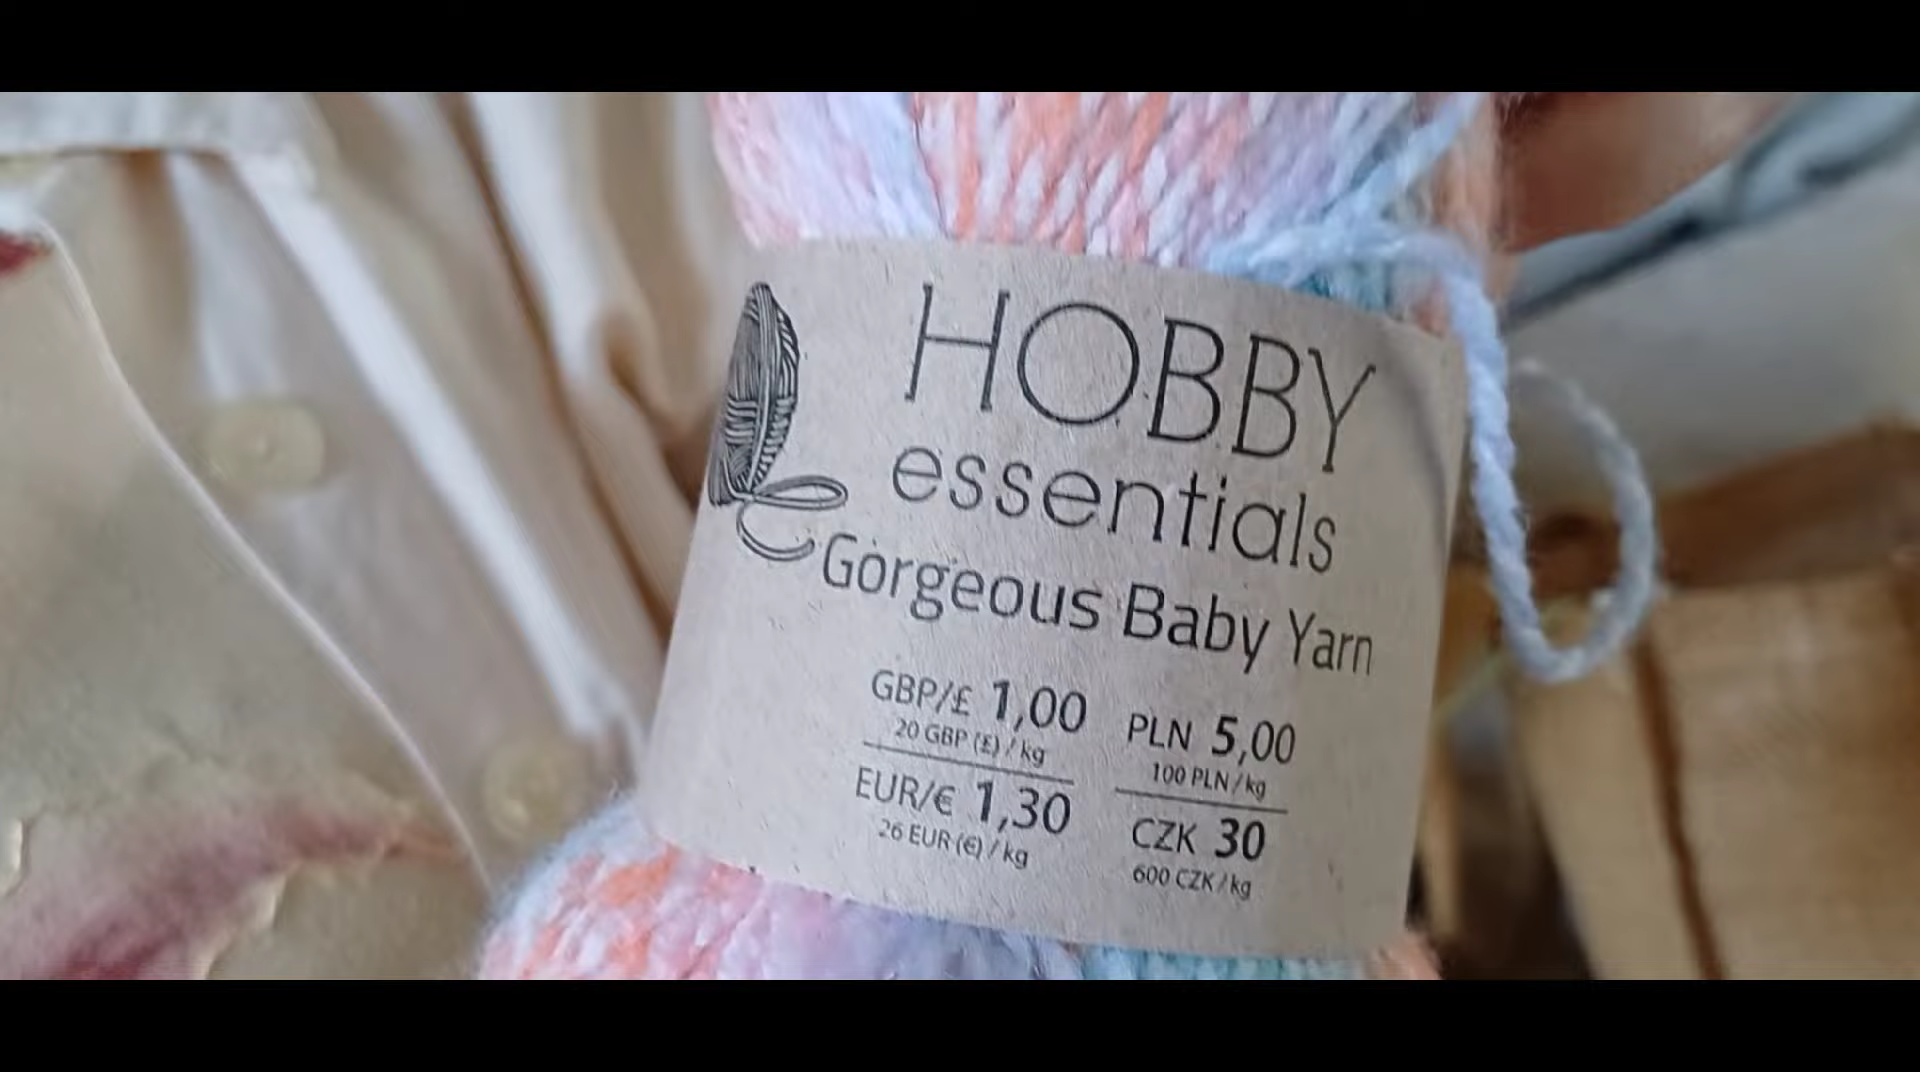 HOBBY
essentials
Gorgeous Baby Yarn
GBP/£ 1,00
20 GBP (£) / kg
EUR/€ 1,30
26 EUR (€) / kg
PLN 5,00
100 PLN / kg
CZK 30
600 CZK / kg